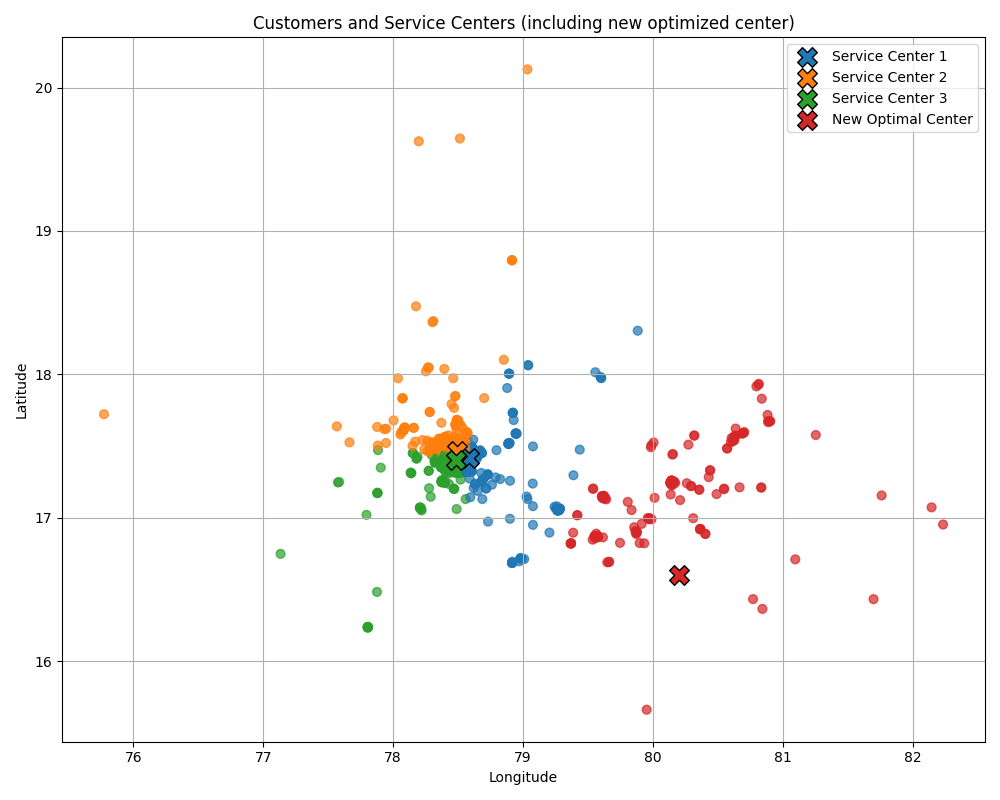 Customers and Service Centers (including new optimized center)
Service Center 1
Service Center 2
Service Center 3
New Optimal Center
Latitude
20
19
18
17
16
76 77 78 79 80 81 82
Longitude